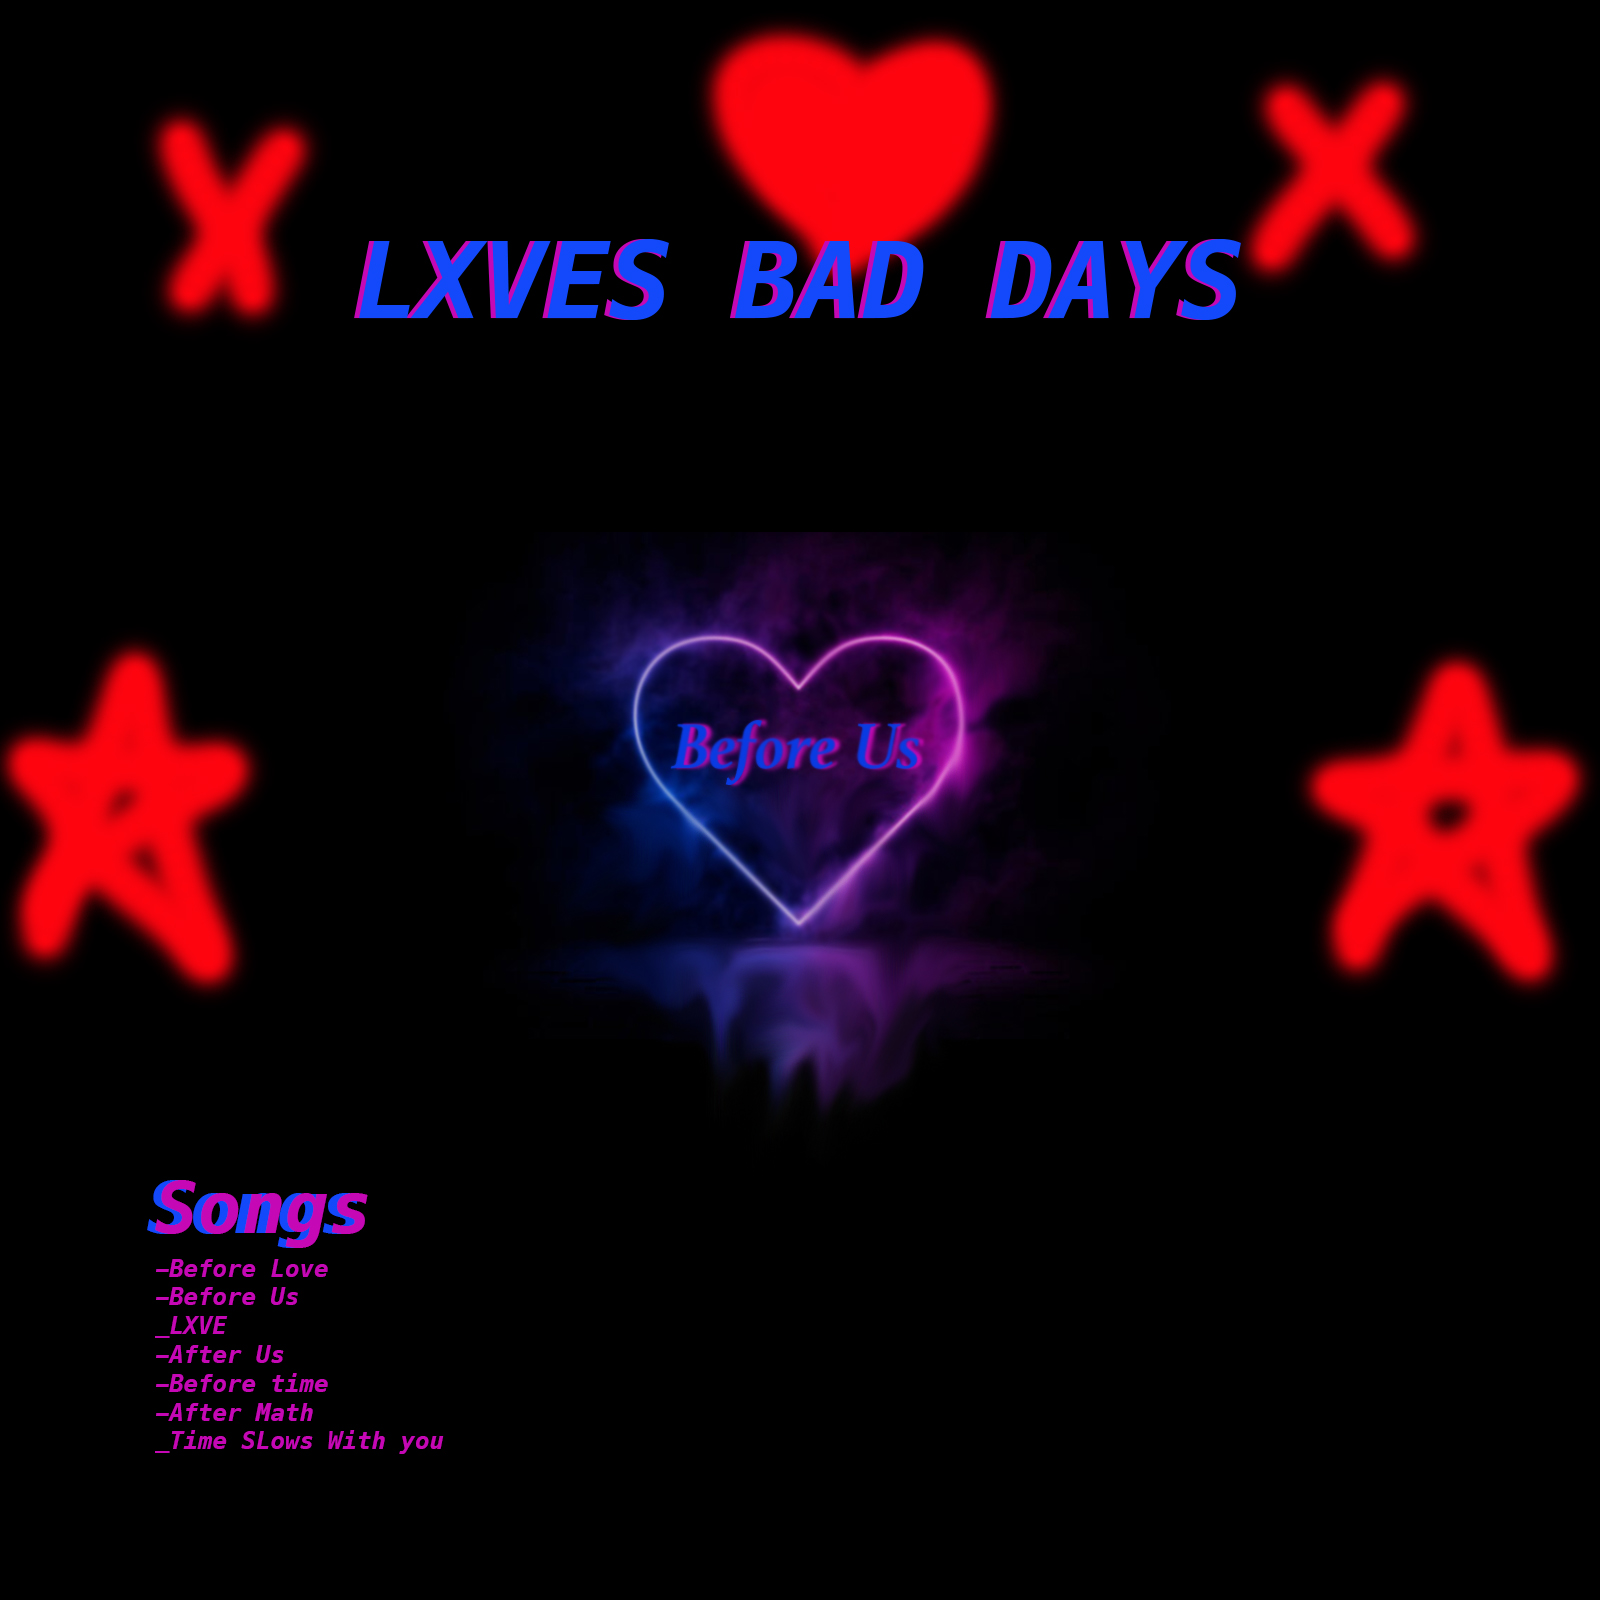 LXVES BAD DAYS
Before Us
Songs
-Before Love
-Before Us
_LXVE
-After Us
-Before time
-After Math
_Time SLows With you